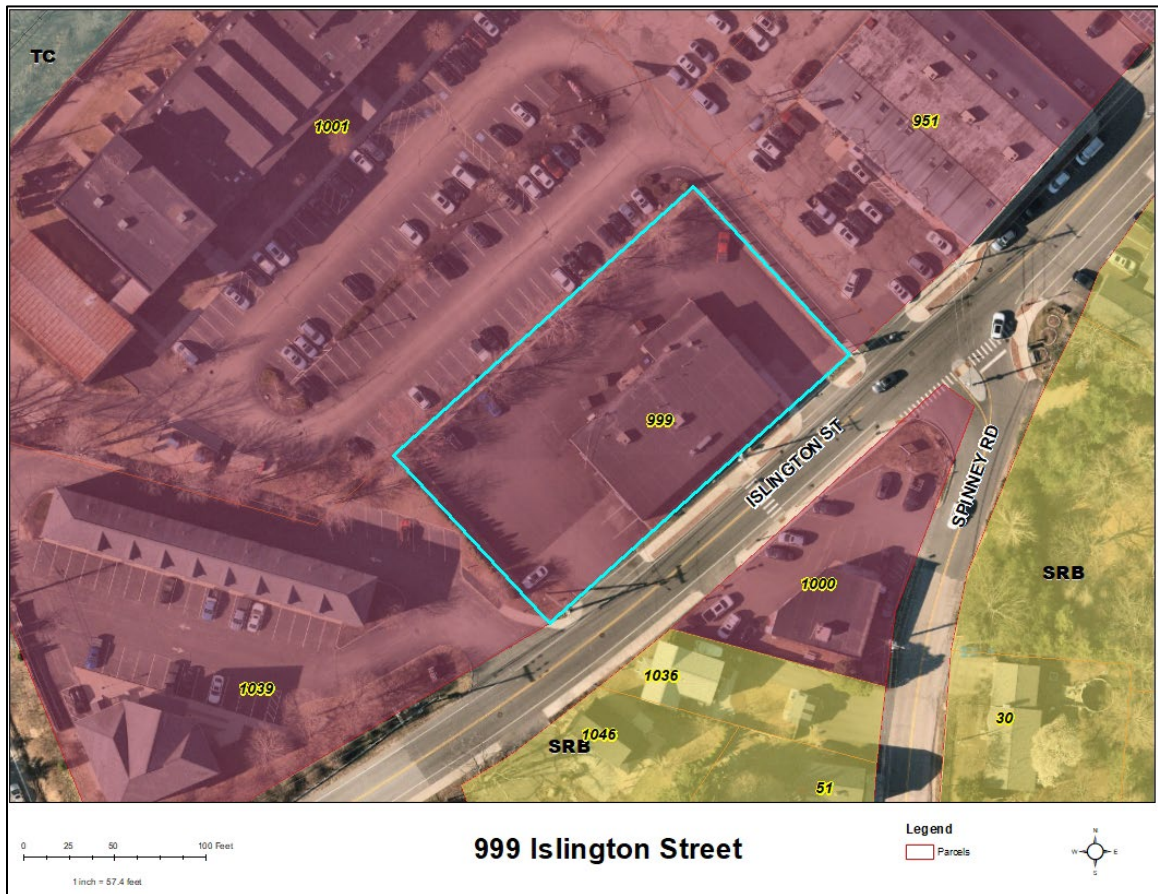 TC
1001
951
999
ISLINGTON ST
SPINNEY RD
SRB
1000
1039
1036
SRB
1046
30
51
0 25 50 100 Feet
1 inch = 57.4 feet
999 Islington Street
Legend
Parcels
N
W E
S